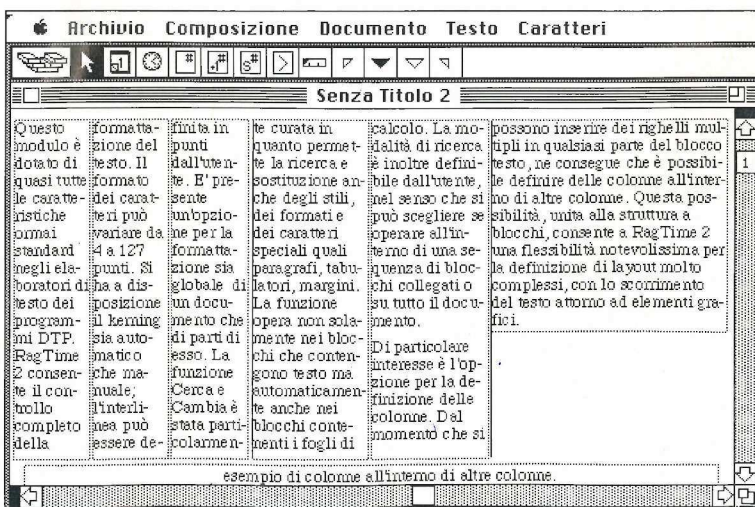 Archivio Composizione Documento Testo Caratteri
Senza Titolo 2
Questo
modulo è
dotato di
quasi tutte
le caratte-
ristiche
ormai
standard
negli ela-
boratori di
testo dei
program-
mi DTP.
RagTime
2 consen-
te il con-
trollo
completo
della
formatta-
zione del
testo. Il
formato
dei carat-
teri può
variare da
4 a 127
punti. Si
ha a dis-
posizione
il kerning
sia auto-
matico
che ma-
nuale;
l'interli-
nea può
essere de-
finita in
punti
dall'uten-
te. E' pre-
sente
un'opzio-
ne per la
formatta-
zione sia
globale di
un docu-
mento che
di parti di
esso. La
funzione
Cerca e
Cambia è
stata parti-
colarmen-
te curata in
quanto permet-
te la ricerca e
sostituzione an-
che degli stili,
dei formati e
dei caratteri
speciali quali
paragrafi, tabu-
latori, margini.
La funzione
opera non sola-
mente nei bloc-
chi che conten-
gono testo ma
automaticamen-
te anche nei
blocchi conte-
nenti i fogli di
calcolo. La mo-
dalità di ricerca
è inoltre defini-
bile dall'utente,
nel senso che si
può scegliere se
operare all'in-
terno di una se-
quenza di bloc-
chi collegati o
su tutto il docu-
mento.
Di particolare
interesse è l'op-
zione per la de-
finizione delle
colonne. Dal
momento che si
possono inserire dei righelli mul-
tipli in qualsiasi parte del blocco
testo, ne consegue che è possibi-
le definire delle colonne all'inter-
no di altre colonne. Questa pos-
sibilità, unita alla struttura a
blocchi, consente a RagTime 2
una flessibilità notevolissima per
la definizione di layout molto
complessi, con lo scorrimento
del testo attorno ad elementi gra-
fici.
1
esempio di colonne all'interno di altre colonne.